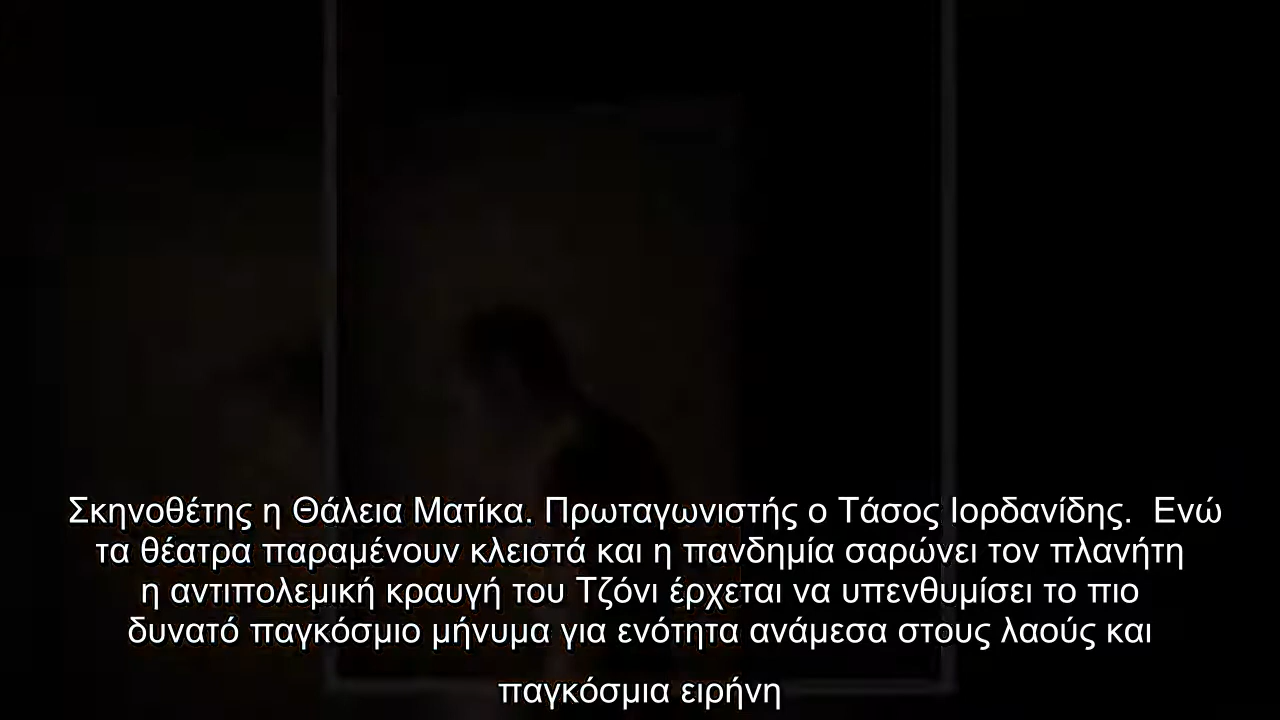 Σκηνοθέτης η Θάλεια Ματίκα. Πρωταγωνιστής ο Τάσος Ιορδανίδης.  Ενώ
τα θέατρα παραμένουν κλειστά και η πανδημία σαρώνει τον πλανήτη
η αντιπολεμική κραυγή του Τζόνι έρχεται να υπενθυμίσει το πιο
δυνατό παγκόσμιο μήνυμα για ενότητα ανάμεσα στους λαούς και
παγκόσμια ειρήνη